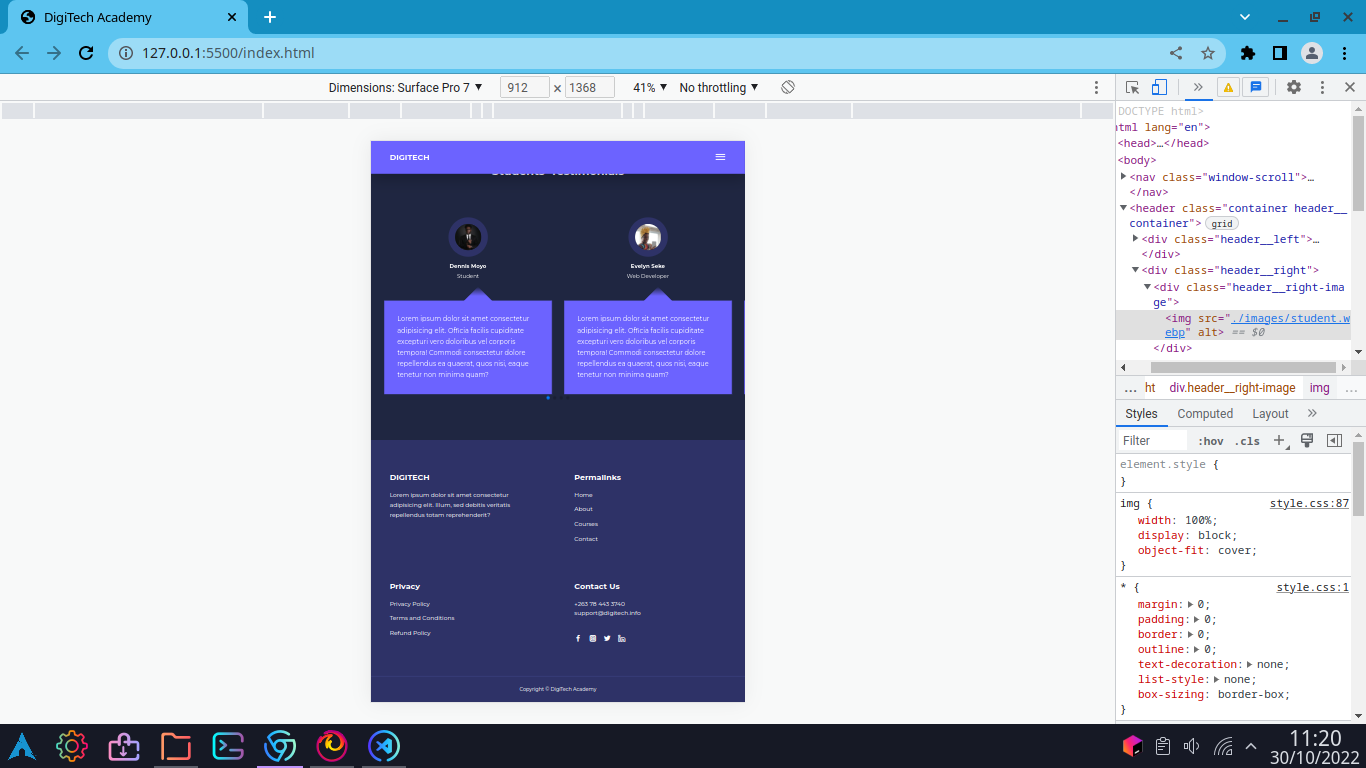 DigiTech Academy
127.0.0.1:5500/index.html
Dimensions: Surface Pro 7 912 × 1368 41% No throttling
DIGITECH
Students' Testimonials
Dennis Moyo
Student
Evelyn Seke
Web Developer
Lorem ipsum dolor sit amet consectetur
adipisicing elit. Officia facilis cupiditate
excepturi vero doloribus vel corporis
tempora! Commodi consectetur dolore
repellendus ea quaerat, quos nisi, eaque
tenetur non minima quam?
Lorem ipsum dolor sit amet consectetur
adipisicing elit. Officia facilis cupiditate
excepturi vero doloribus vel corporis
tempora! Commodi consectetur dolore
repellendus ea quaerat, quos nisi, eaque
tenetur non minima quam?
DIGITECH
Lorem ipsum dolor sit amet consectetur
adipisicing elit. Illum, sed debitis veritatis
repellendus totam reprehenderit?
Permalinks
Home
About
Courses
Contact
Privacy
Privacy Policy
Terms and Conditions
Refund Policy
Contact Us
+263 78 443 3740
support@digitech.info
Copyright © DigiTech Academy
DOCTYPE html>
html lang="en">
<head>…</head>
<body>
<nav class="window-scroll">…
</nav>
<header class="container header__
container"> grid
<div class="header__left">…
</div>
<div class="header__right">
<div class="header__right-ima
ge">
<img src="./images/student.w
ebp" alt> == $0
</div>
... ht div.header__right-image img ...
Styles Computed Layout
Filter :hov .cls
element.style {
}
img { style.css:87
width: 100%;
display: block;
object-fit: cover;
}
* { style.css:1
margin: 0;
padding: 0;
border: 0;
outline: 0;
text-decoration: none;
list-style: none;
box-sizing: border-box;
}
11:20
30/10/2022